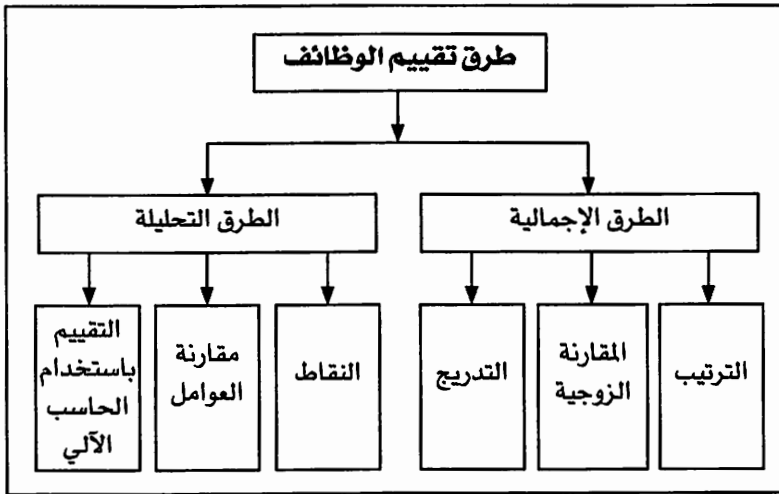 طرق تقييم الوظائف
الطرق الإجمالية
الطرق التحليلة
الترتيب
المقارنة
الزوجية
التدريج
النقاط
مقارنة
العوامل
التقييم
باستخدام
الحاسب
الآلي